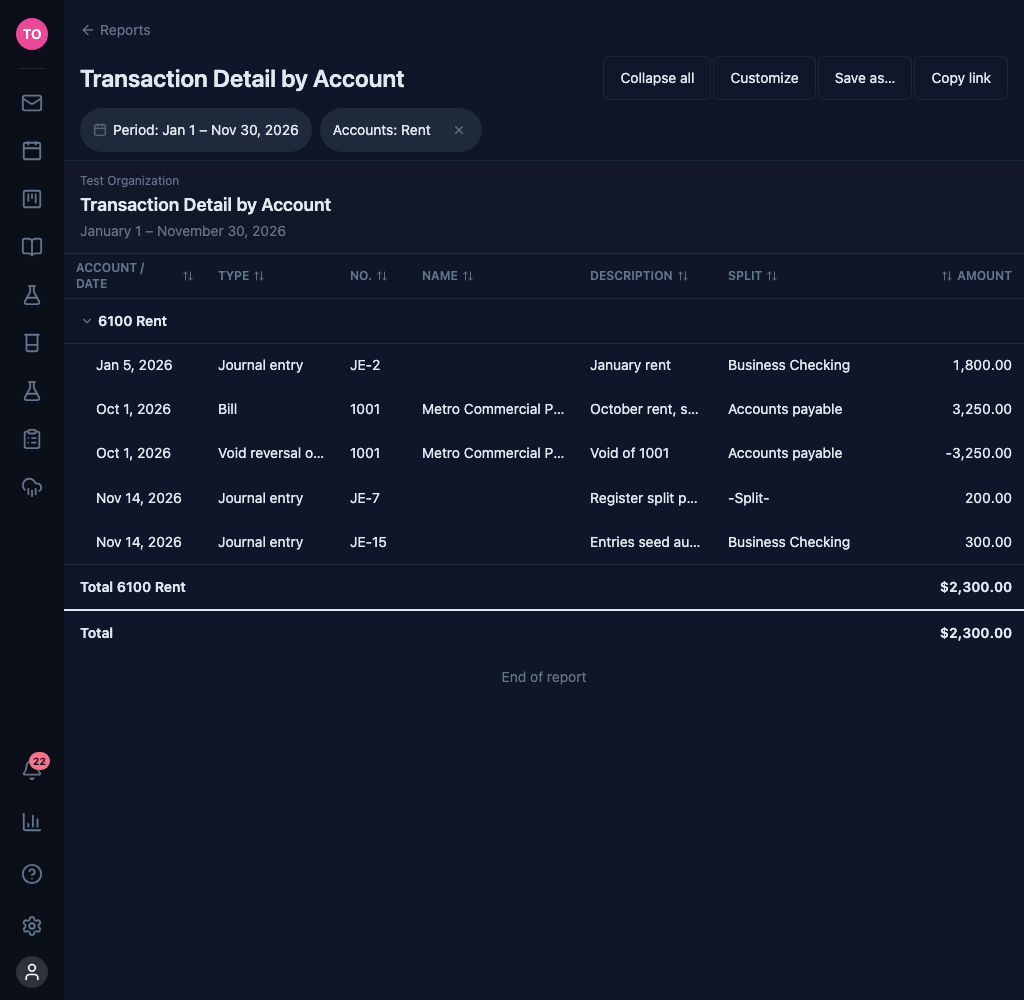 TO
Reports
Transaction Detail by Account
Collapse all
Customize
Save as...
Copy link
Period: Jan 1 – Nov 30, 2026
Accounts: Rent
Test Organization
Transaction Detail by Account
January 1 – November 30, 2026
ACCOUNT / DATE TYPE NO. NAME DESCRIPTION SPLIT AMOUNT
6100 Rent
Jan 5, 2026 Journal entry JE-2 January rent Business Checking 1,800.00
Oct 1, 2026 Bill 1001 Metro Commercial P... October rent, s... Accounts payable 3,250.00
Oct 1, 2026 Void reversal o... 1001 Metro Commercial P... Void of 1001 Accounts payable -3,250.00
Nov 14, 2026 Journal entry JE-7 Register split p... -Split- 200.00
Nov 14, 2026 Journal entry JE-15 Entries seed au... Business Checking 300.00
Total 6100 Rent $2,300.00
Total $2,300.00
End of report
22